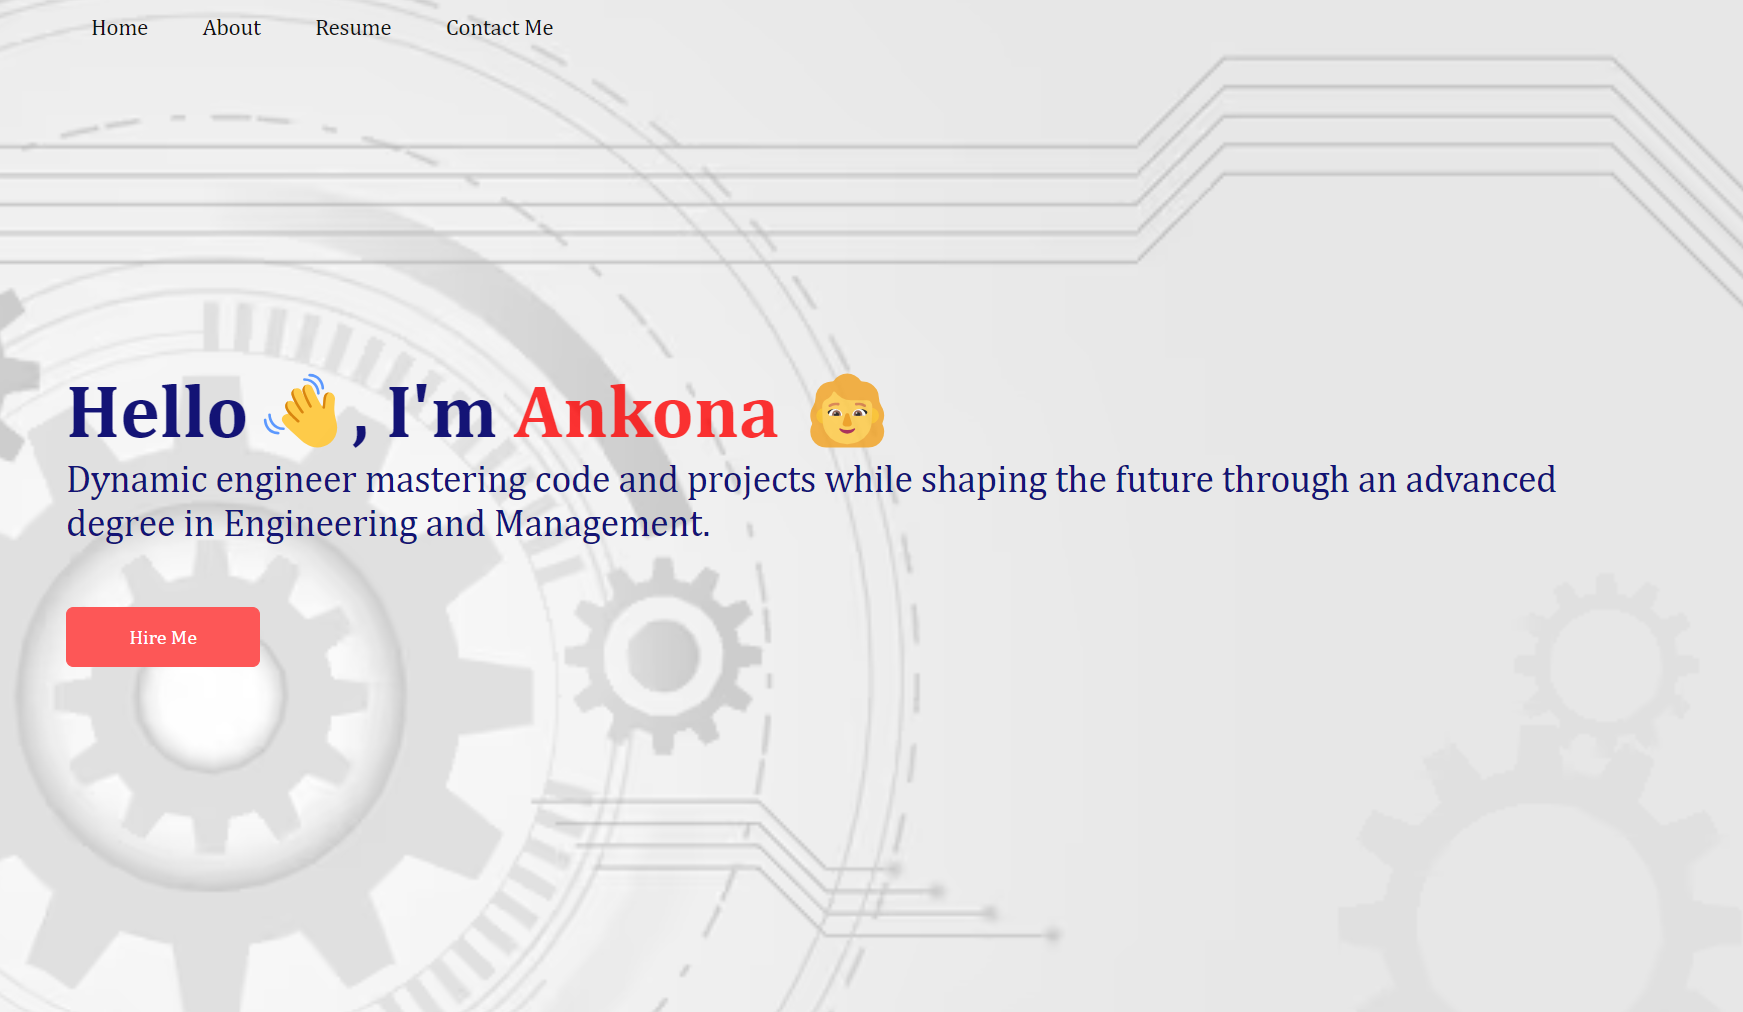 Home About Resume Contact Me
Hello 👋, I'm Ankona 👩
Dynamic engineer mastering code and projects while shaping the future through an advanced
degree in Engineering and Management.
Hire Me